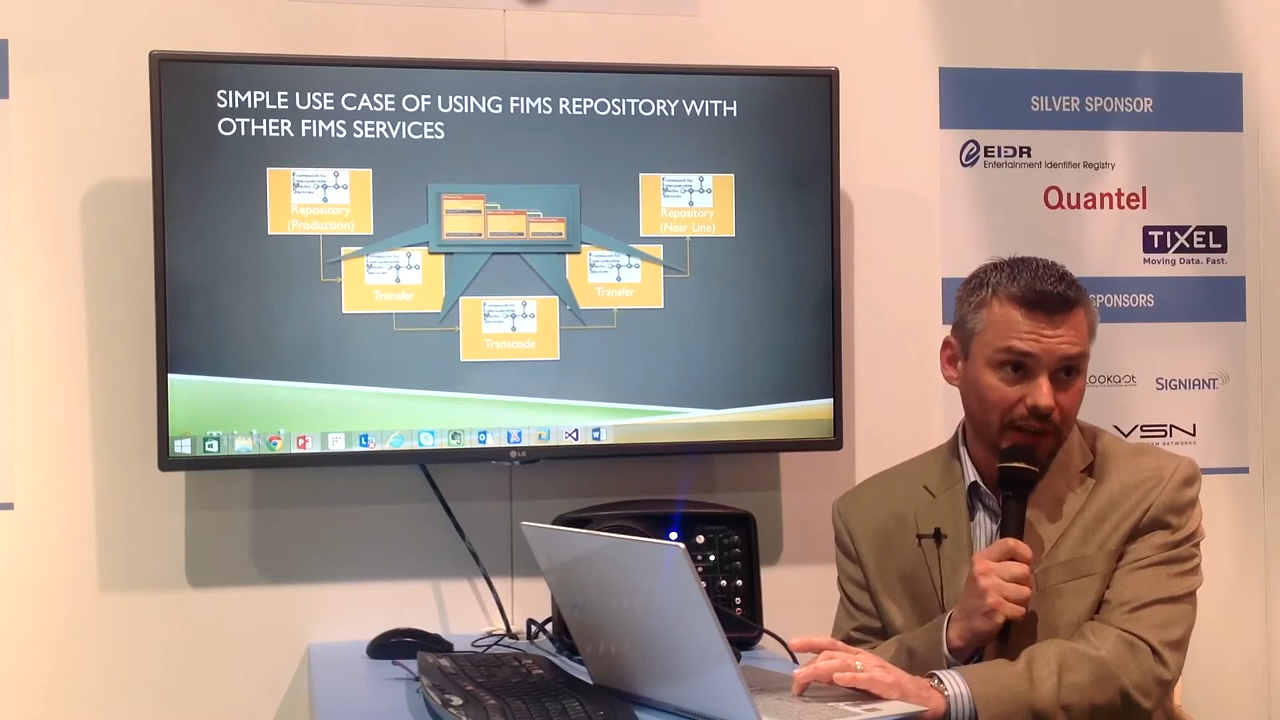 SIMPLE USE CASE OF USING FIMS REPOSITORY WITH
OTHER FIMS SERVICES
Repository
(Production)
Repository
(Near Line)
Transfer
Transfer
Transcode
LG
SILVER SPONSOR
EIDR
Entertainment Identifier Registry
Quantel
TIXEL
Moving Data. Fast.
SPONSORS
SIGNIANT
VSN